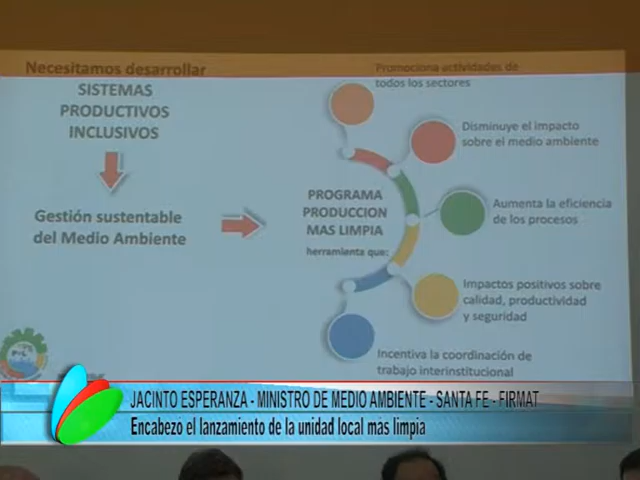 Necesitamos desarrollar
SISTEMAS
PRODUCTIVOS
INCLUSIVOS
Gestión sustentable
del Medio Ambiente
PROGRAMA
PRODUCCION
MAS LIMPIA
herramienta que:
Promociona actividades de
todos los sectores
Disminuye el impacto
sobre el medio ambiente
Aumenta la eficiencia
de los procesos
Impactos positivos sobre
calidad, productividad
y seguridad
Incentiva la coordinación de
trabajo interinstitucional
JACINTO ESPERANZA - MINISTRO DE MEDIO AMBIENTE - SANTA FE - FIRMAT
Encabezó el lanzamiento de la unidad local más limpia